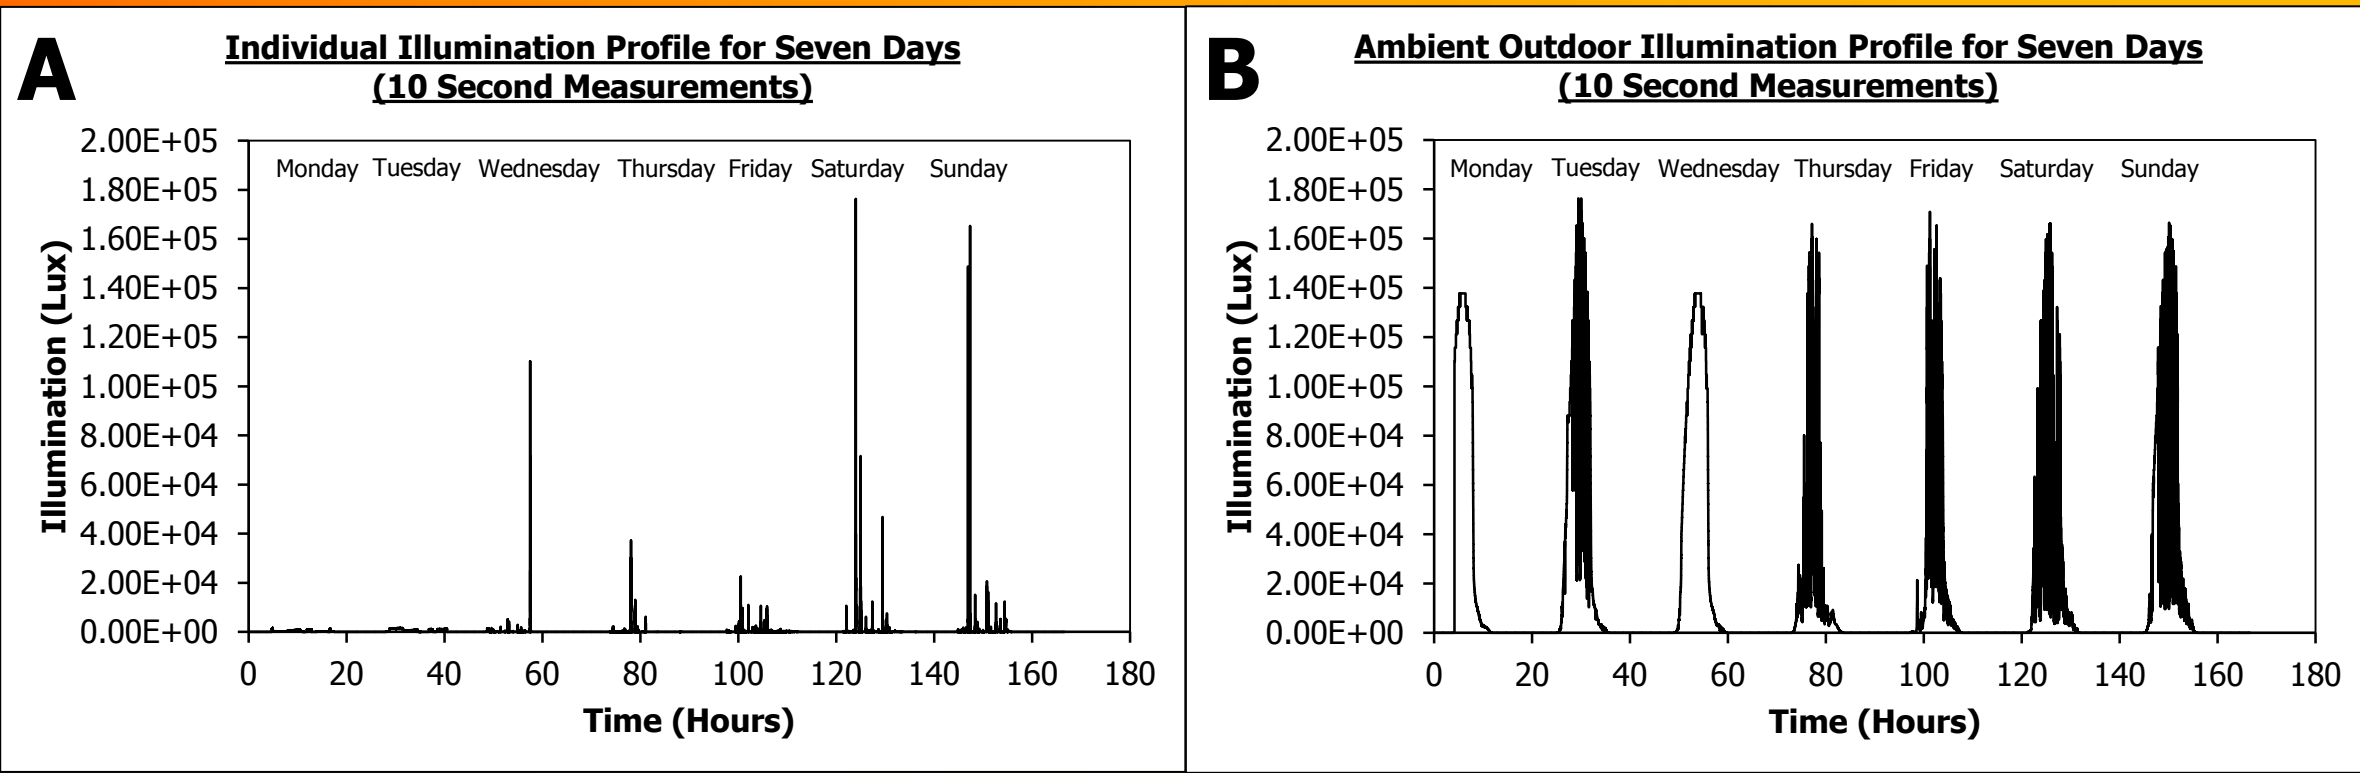 A
Individual Illumination Profile for Seven Days
(10 Second Measurements)
2.00E+05
1.80E+05
1.60E+05
1.40E+05
1.20E+05
1.00E+05
8.00E+04
6.00E+04
4.00E+04
2.00E+04
0.00E+00
Illumination (Lux)
Monday Tuesday Wednesday Thursday Friday Saturday Sunday
0 20 40 60 80 100 120 140 160 180
Time (Hours)
B
Ambient Outdoor Illumination Profile for Seven Days
(10 Second Measurements)
2.00E+05
1.80E+05
1.60E+05
1.40E+05
1.20E+05
1.00E+05
8.00E+04
6.00E+04
4.00E+04
2.00E+04
0.00E+00
Illumination (Lux)
Monday Tuesday Wednesday Thursday Friday Saturday Sunday
0 20 40 60 80 100 120 140 160 180
Time (Hours)